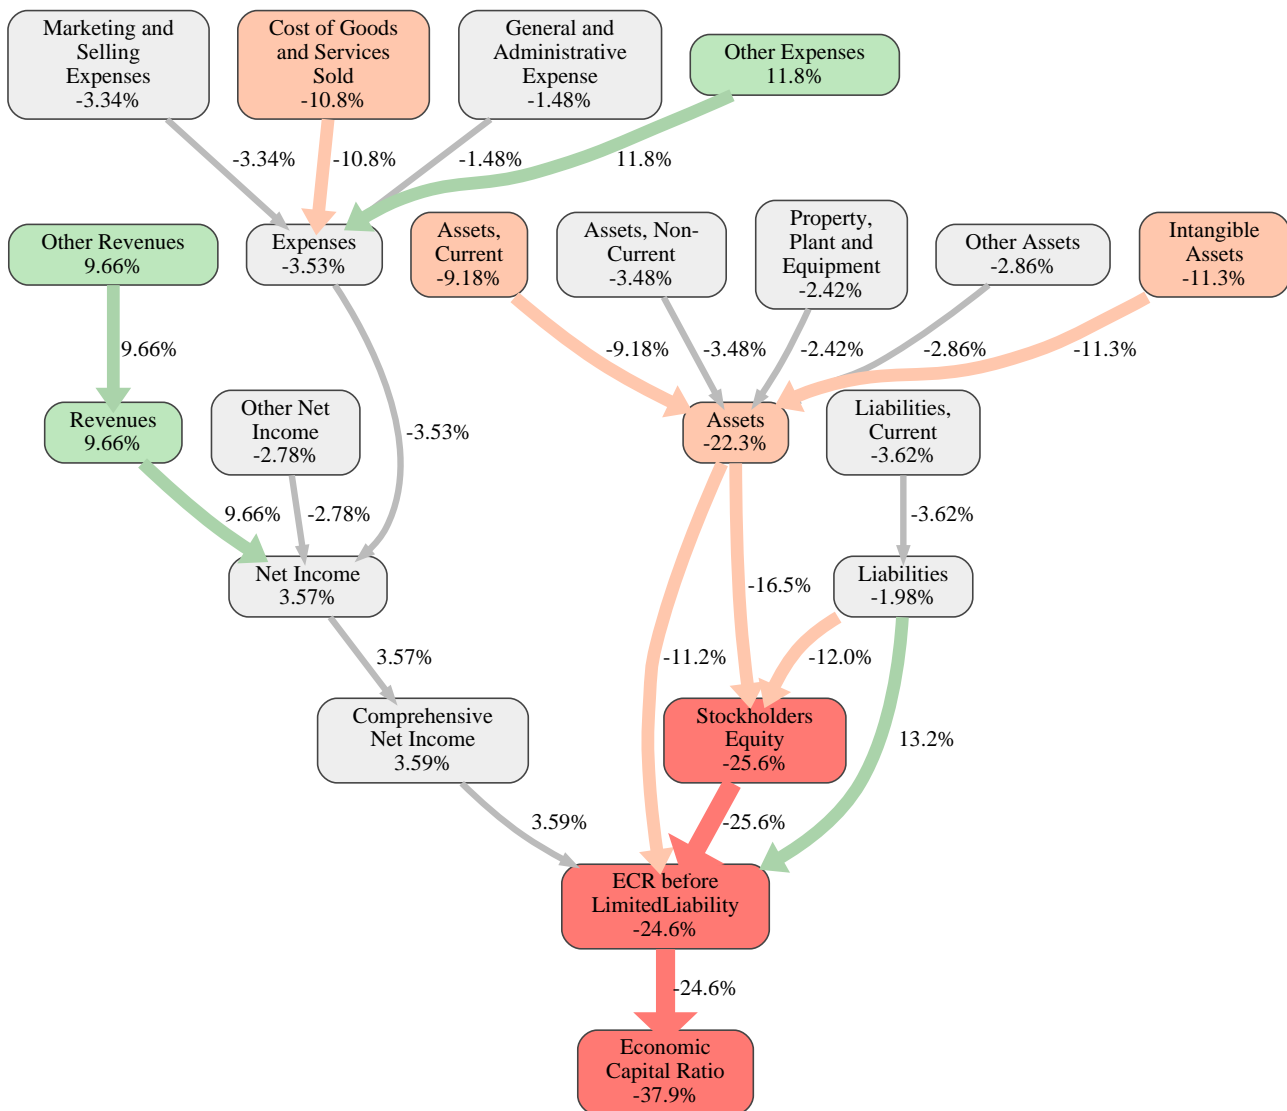 Marketing and
Selling
Expenses
-3.34%
Cost of Goods
and Services
Sold
-10.8%
General and
Administrative
Expense
-1.48%
Other Expenses
11.8%
-3.34%
-10.8%
-1.48%
11.8%
Other Revenues
9.66%
Expenses
-3.53%
Assets,
Current
-9.18%
Assets, Non-
Current
-3.48%
Property,
Plant and
Equipment
-2.42%
Other Assets
-2.86%
Intangible
Assets
-11.3%
9.66%
-9.18%
-3.48%
-2.42%
-2.86%
-11.3%
Revenues
9.66%
Other Net
Income
-2.78%
-3.53%
Assets
-22.3%
Liabilities,
Current
-3.62%
9.66%
-2.78%
-3.62%
Net Income
3.57%
-16.5%
Liabilities
-1.98%
3.57%
-11.2%
-12.0%
Comprehensive
Net Income
3.59%
Stockholders
Equity
-25.6%
13.2%
3.59%
-25.6%
ECR before
LimitedLiability
-24.6%
-24.6%
Economic
Capital Ratio
-37.9%